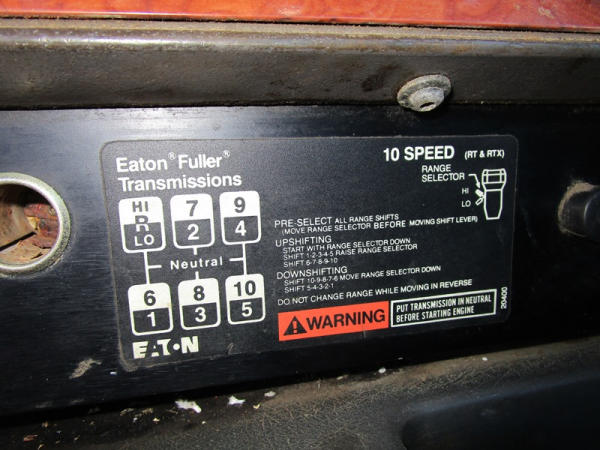 Eaton® Fuller®
Transmissions
10 SPEED (RT & RTX)
RANGE
SELECTOR
HI
LO
HI
R
LO
7
2
9
4
Neutral
6
1
8
3
10
5
PRE-SELECT ALL RANGE SHIFTS
(MOVE RANGE SELECTOR BEFORE MOVING SHIFT LEVER)
UPSHIFTING
START WITH RANGE SELECTOR DOWN
SHIFT 1-2-3-4-5 RAISE RANGE SELECTOR
SHIFT 6-7-8-9-10
DOWNSHIFTING
SHIFT 10-9-8-7-6 MOVE RANGE SELECTOR DOWN
SHIFT 5-4-3-2-1
DO NOT CHANGE RANGE WHILE MOVING IN REVERSE
WARNING
PUT TRANSMISSION IN NEUTRAL
BEFORE STARTING ENGINE
20400
EATON